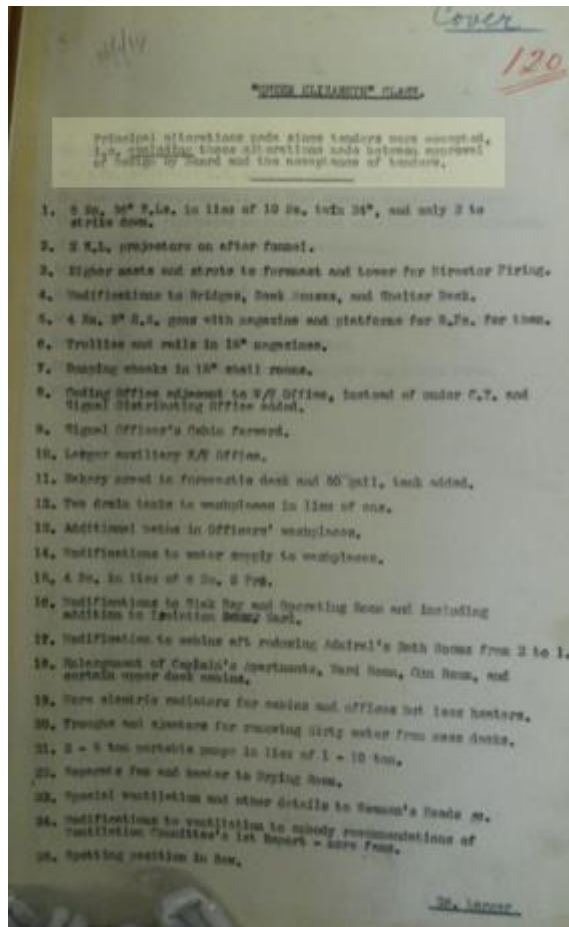 Cover
120
"QUEEN ELIZABETH" CLASS.
Principal alterations made since tenders were accepted,
i.e. excluding those alterations made between approval
of Design by Board and the acceptance of tenders.
1. 8 No. 36" S.Ls. in lieu of 10 No. twin 24", and only 2 to
strike down.
2. 2 S.L. projectors on after funnel.
3. Higher masts and struts to foremast and tower for Director Firing.
4. Modifications to Bridges, Deck Houses, and Shelter Deck.
5. 4 No. 3" H.A. guns with magazine and platforms for R.Fs. for them.
6. Trollies and rails in 15" magazines.
7. chocks in 15" shell rooms.
8. Coding Office adjacent to W/T Office, instead of under C.T. and
Signal Distributing Office added.
9. Signal Officer's Cabin forward.
10. Larger auxiliary W/T Office.
11. Bakery moved to forecastle deck and gall. tank added.
12. Two drain tanks to washplaces in lieu of one.
13. Additional basins in Officers' washplaces.
14. Modifications to water supply to washplaces.
15. 4 No. in lieu of 6 No. 3 Prs.
16. Modifications to Sick Bay and Operating Room and including
addition to Isolation Ward.
17. Modification to cabins aft reducing Admiral's Bath Rooms from 2 to 1.
18. Enlargement of Captain's Apartments, Ward Room, Gun Room, and
certain upper deck cabins.
19. More electric radiators for cabins and offices but less heaters.
20. Troughs and ejectors for removing dirty water from mess decks.
21. 2 - 5 ton portable pumps in lieu of 1 - 10 ton.
22. Separate fan and heater to Drying Room.
23. Special ventilation and other details to Seamen's Heads
24. Modifications to ventilation to embody recommendations of
Ventilation Committee's 1st Report - more fans.
25. Spotting position in Bow.